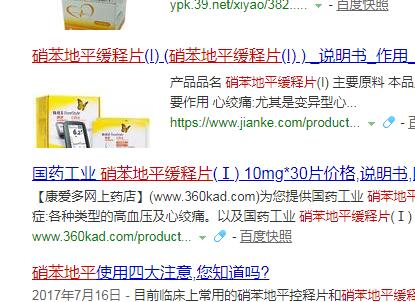 ypk.39.net/xiyao/382..... - 百度快照
硝苯地平缓释片(I) (硝苯地平缓释片(I) ) _说明书_作用_
产品品名 硝苯地平缓释片(I) 主要原料 本品
要作用 心绞痛:尤其是变异型心...
https://www.jianke.com/product... - 百度快照
国药工业 硝苯地平缓释片(Ⅰ) 10mg*30片价格,说明书,
【康爱多网上药店】(www.360kad.com)为您提供国药工业 硝苯地平
症:各种类型的高血压及心绞痛。以及国药工业 硝苯地平缓释片(Ⅰ)
www.360kad.com/product... - 百度快照
硝苯地平使用四大注意,您知道吗?
2017年7月16日 - 目前临床上常用的硝苯地平控释片和硝苯地平缓释